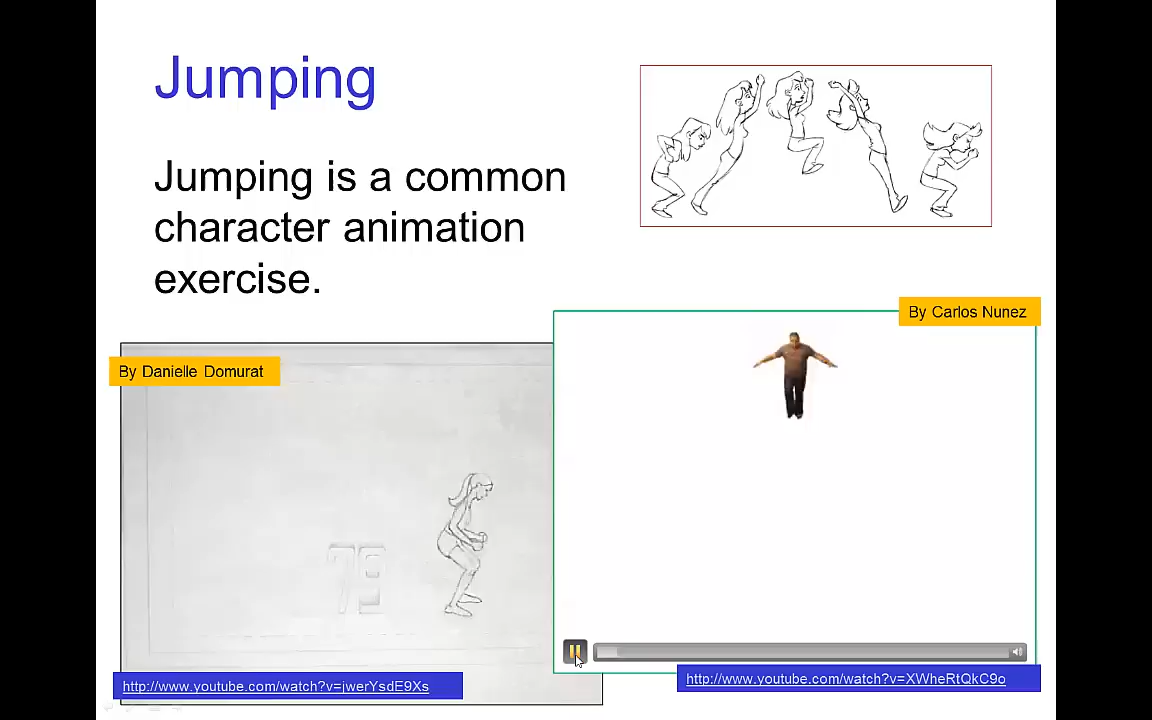 Jumping
Jumping is a common
character animation
exercise.
By Carlos Nunez
By Danielle Domurat
79
http://www.youtube.com/watch?v=jwerYsdE9Xs
http://www.youtube.com/watch?v=XWheRtQkC9o